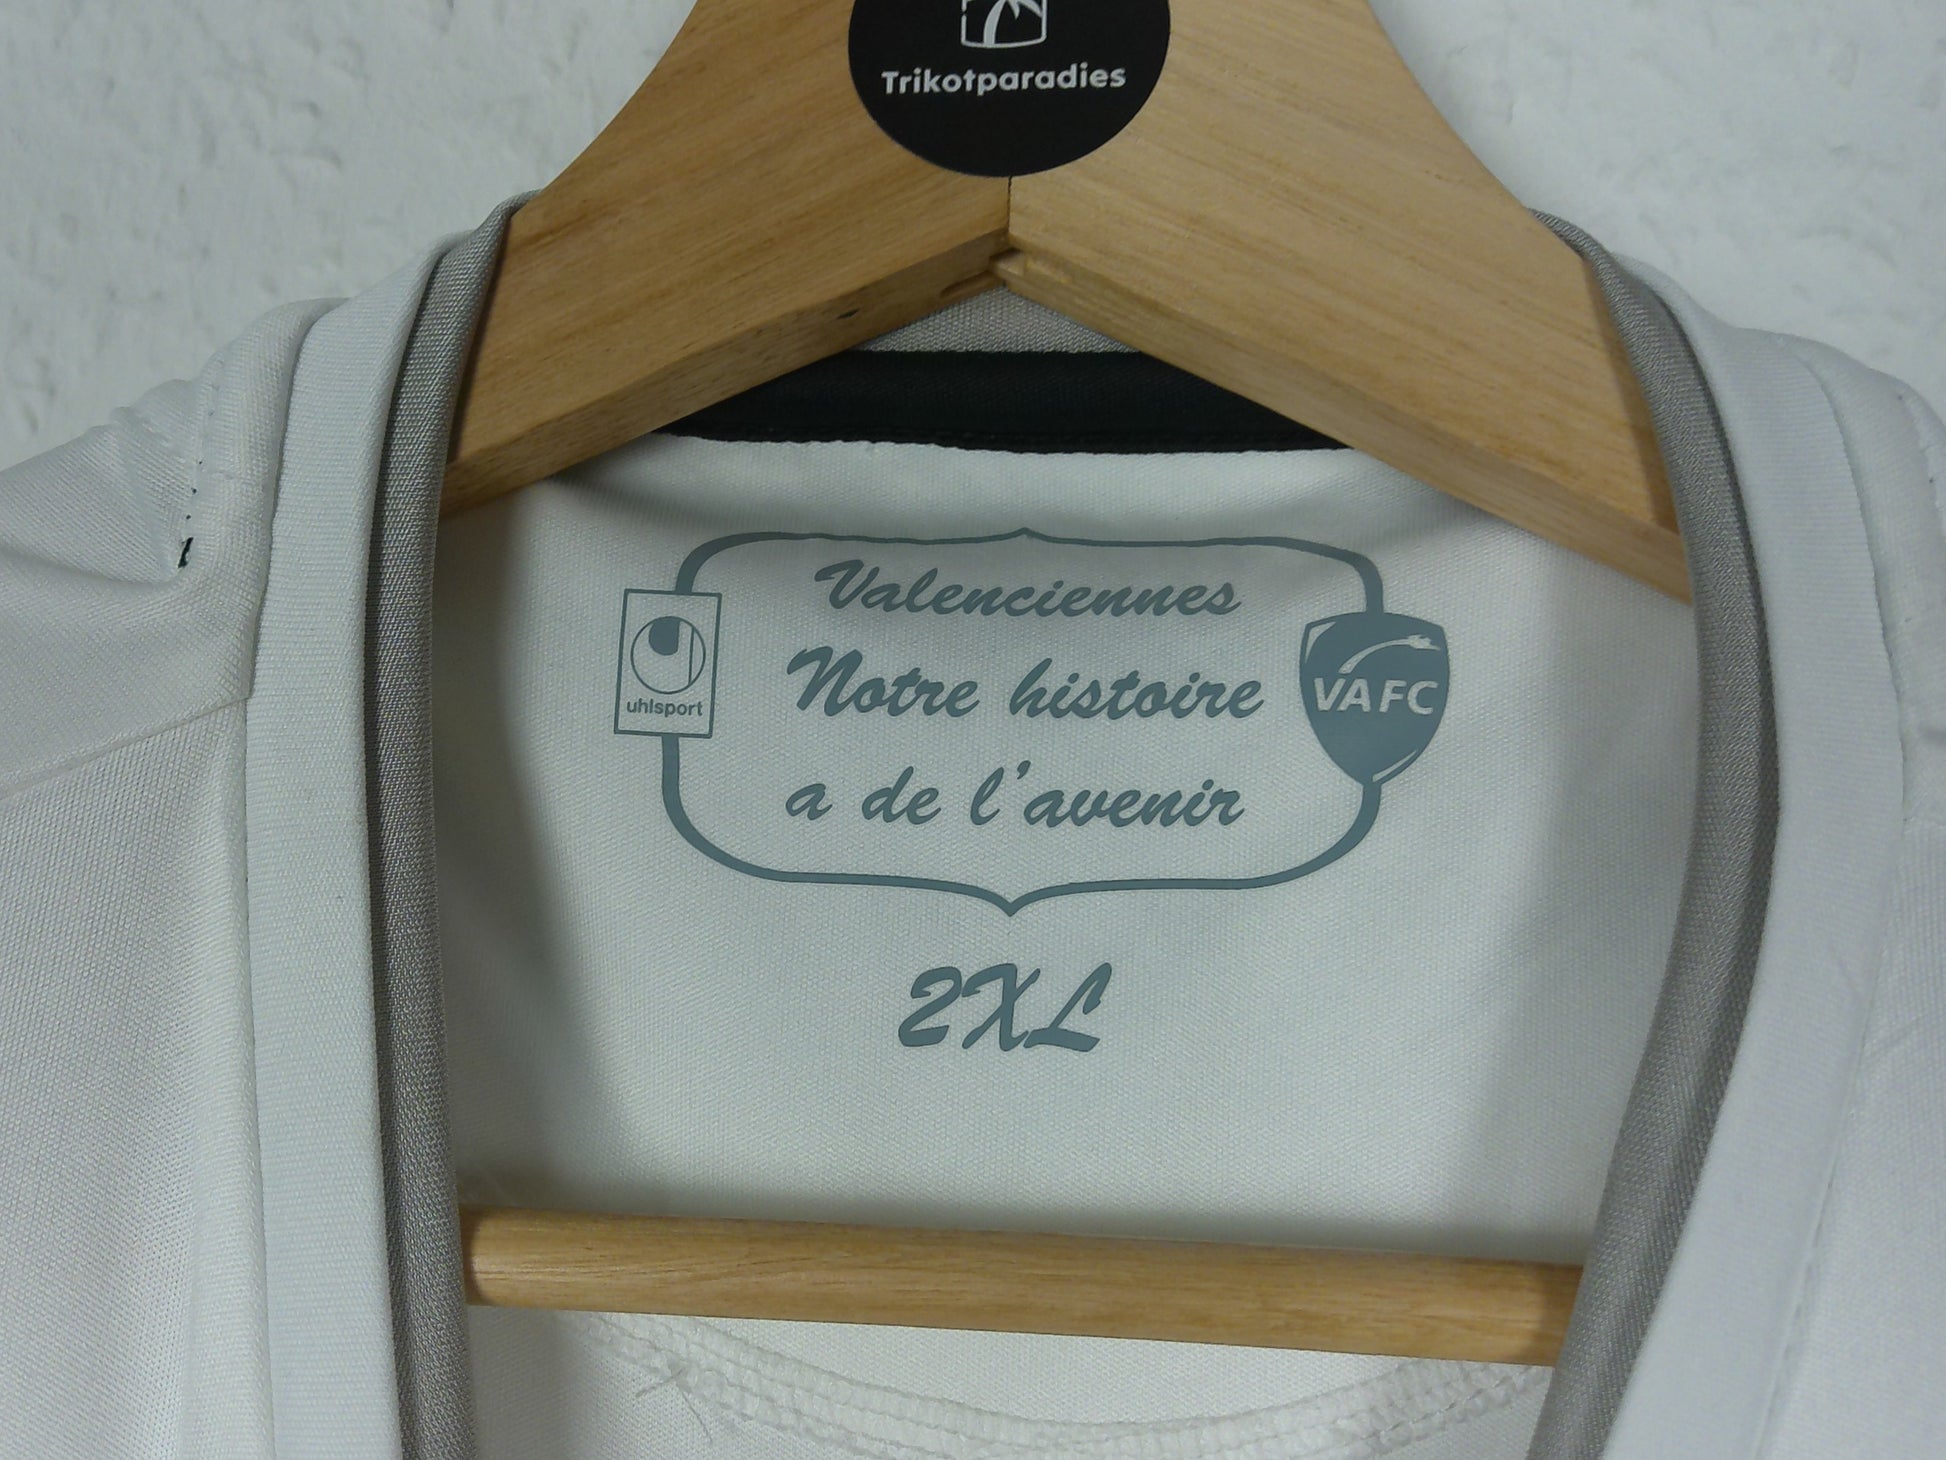 Trikotparadies
Valenciennes
Notre histoire
a de l'avenir
uhlsport
VAFC
2XL